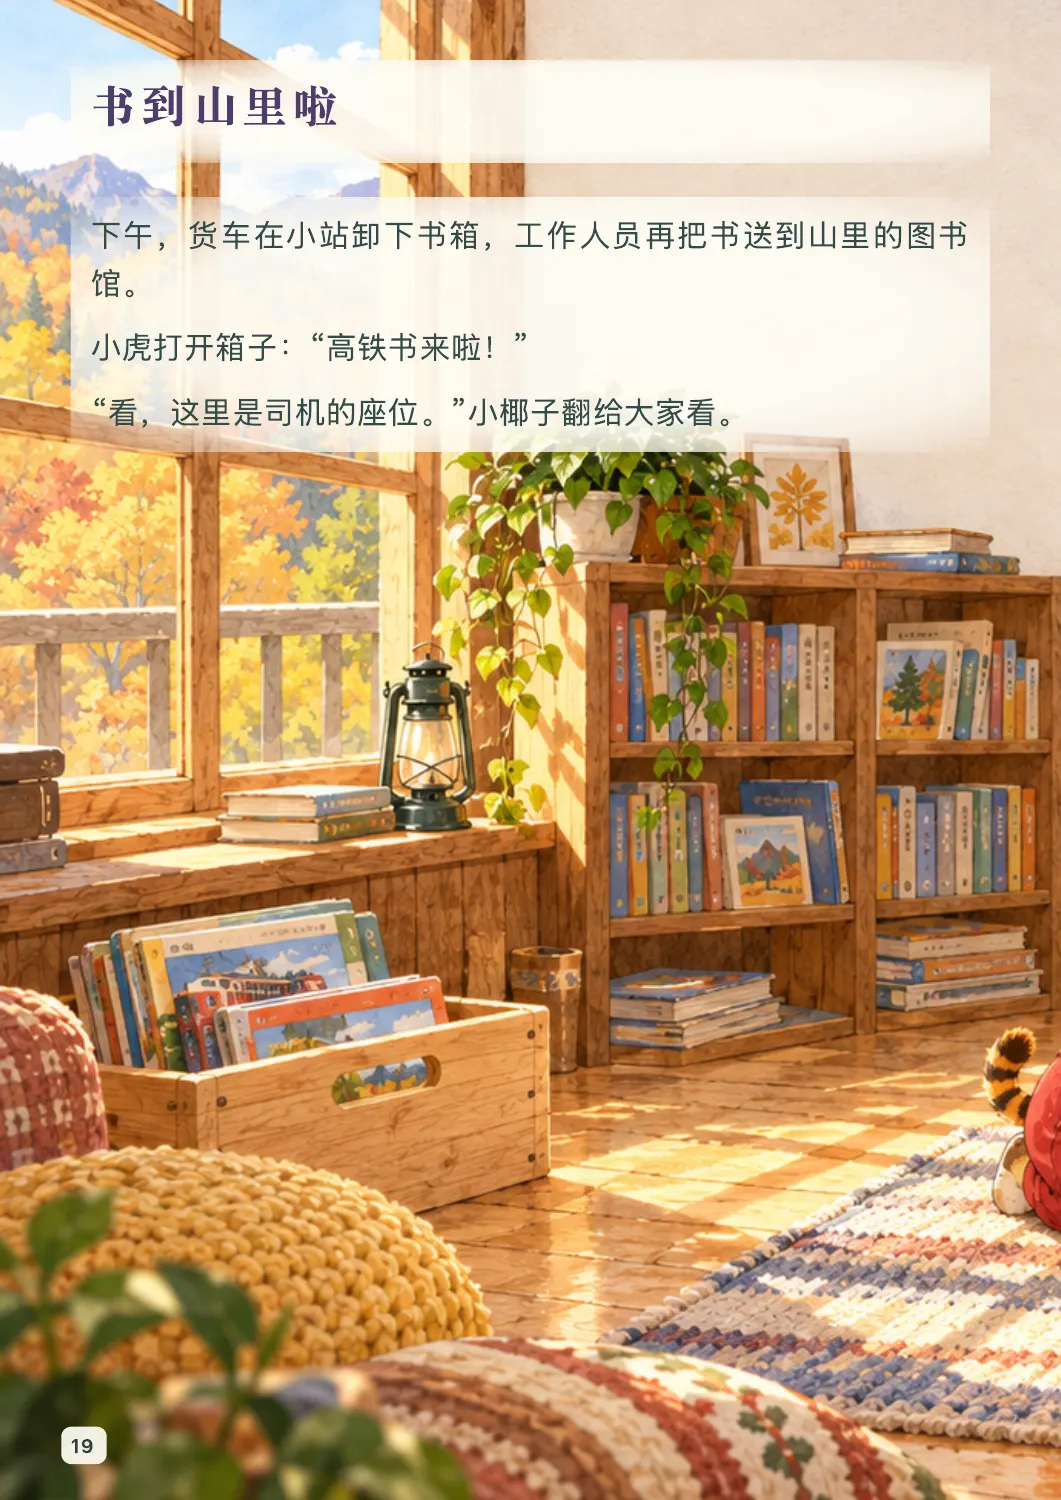 书到山里啦
下午，货车在小站卸下书箱，工作人员再把书送到山里的图书
馆。
小虎打开箱子：“高铁书来啦！”
“看，这里是司机的座位。”小椰子翻给大家看。
19